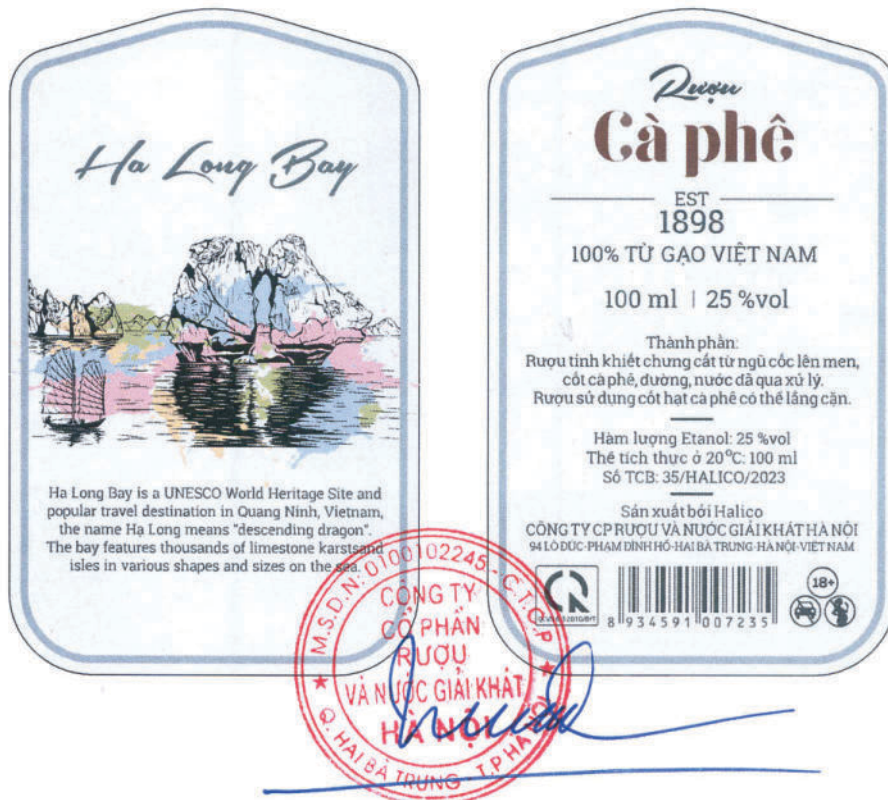 Ha Long Bay
Ha Long Bay is a UNESCO World Heritage Site and
popular travel destination in Quang Ninh, Vietnam,
the name Hạ Long means "descending dragon".
The bay features thousands of limestone karstsand
isles in various shapes and sizes on the sea.
Rượu
Cà phê
EST
1898
100% TỪ GẠO VIỆT NAM
100 ml | 25 %vol
Thành phần:
Rượu tinh khiết chưng cất từ ngũ cốc lên men,
cốt cà phê, đường, nước đã qua xử lý.
Rượu sử dụng cốt hạt cà phê có thể lắng cặn.
Hàm lượng Etanol: 25 %vol
Thể tích thực ở 20°C: 100 ml
Số TCB: 35/HALICO/2023
Sản xuất bởi Halico
CÔNG TY CP RƯỢU VÀ NƯỚC GIẢI KHÁT HÀ NỘI
94 LÒ ĐÚC-PHẠM ĐÌNH HỔ-HAI BÀ TRƯNG-HÀ NỘI-VIỆT NAM
18+
8 934591 007235
M.S.D.N: 0100102245 - C.T.C.P
CÔNG TY
CỔ PHẦN
RƯỢU
VÀ NƯỚC GIẢI KHÁT
HÀ NỘI
Q. HAI BÀ TRƯNG - T.P HÀ NỘI